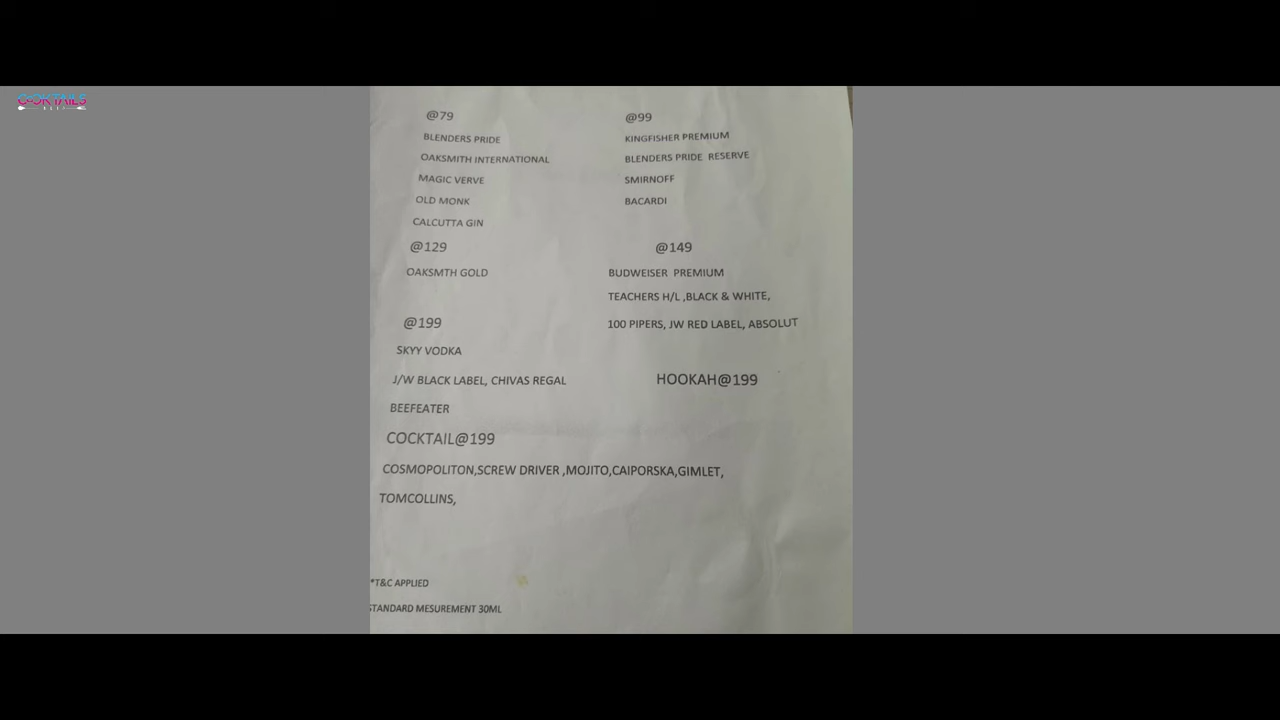 COCKTAILS
@79
BLENDERS PRIDE
OAKSMITH INTERNATIONAL
MAGIC VERVE
OLD MONK
CALCUTTA GIN
@99
KINGFISHER PREMIUM
BLENDERS PRIDE RESERVE
SMIRNOFF
BACARDI
@129
OAKSMTH GOLD
@149
BUDWEISER PREMIUM
TEACHERS H/L ,BLACK & WHITE,
100 PIPERS, JW RED LABEL, ABSOLUT
@199
SKYY VODKA
J/W BLACK LABEL, CHIVAS REGAL
BEEFEATER
HOOKAH@199
COCKTAIL@199
COSMOPOLITON,SCREW DRIVER ,MOJITO,CAIPORSKA,GIMLET,
TOMCOLLINS,
*T&C APPLIED
STANDARD MESUREMENT 30ML